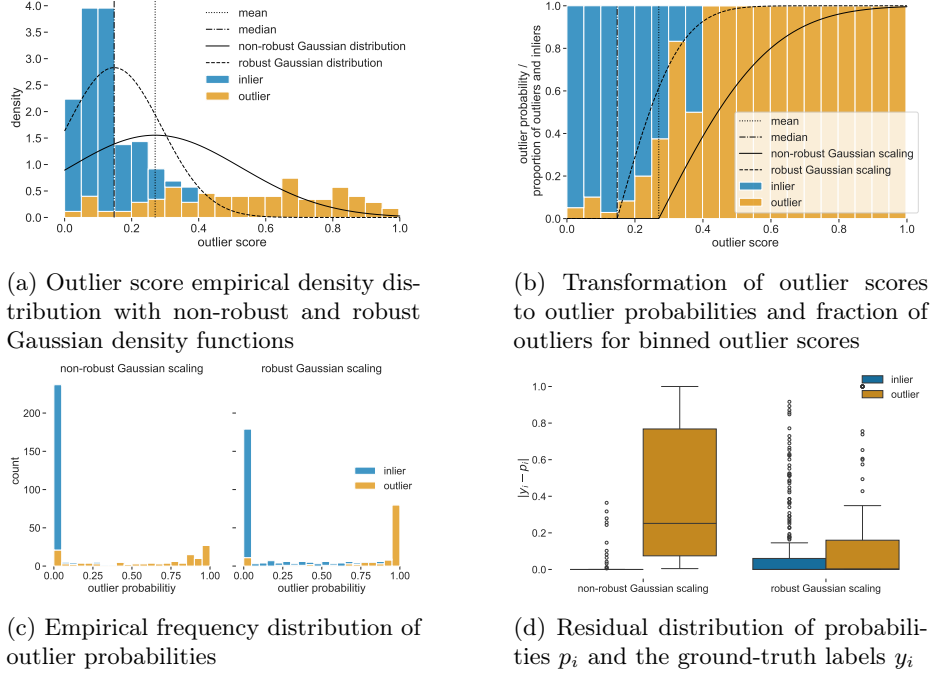 4.0
3.5
3.0
2.5
2.0
1.5
1.0
0.5
0.0
density
0.0 0.2 0.4 0.6 0.8 1.0
outlier score
mean
median
non-robust Gaussian distribution
robust Gaussian distribution
inlier
outlier
1.0
0.8
0.6
0.4
0.2
0.0
outlier probability /
proportion of outliers and inliers
0.0 0.2 0.4 0.6 0.8 1.0
outlier score
mean
median
non-robust Gaussian scaling
robust Gaussian scaling
inlier
outlier
(a) Outlier score empirical density dis-
tribution with non-robust and robust
Gaussian density functions
(b) Transformation of outlier scores
to outlier probabilities and fraction of
outliers for binned outlier scores
non-robust Gaussian scaling
robust Gaussian scaling
200
150
100
50
0
count
inlier
outlier
0.00 0.25 0.50 0.75 1.00
0.00 0.25 0.50 0.75 1.00
outlier probabilitiy
outlier probabilitiy
1.0
0.8
0.6
0.4
0.2
0.0
|yᵢ − pᵢ|
inlier
outlier
non-robust Gaussian scaling
robust Gaussian scaling
(c) Empirical frequency distribution of
outlier probabilities
(d) Residual distribution of probabili-
ties pᵢ and the ground-truth labels yᵢ